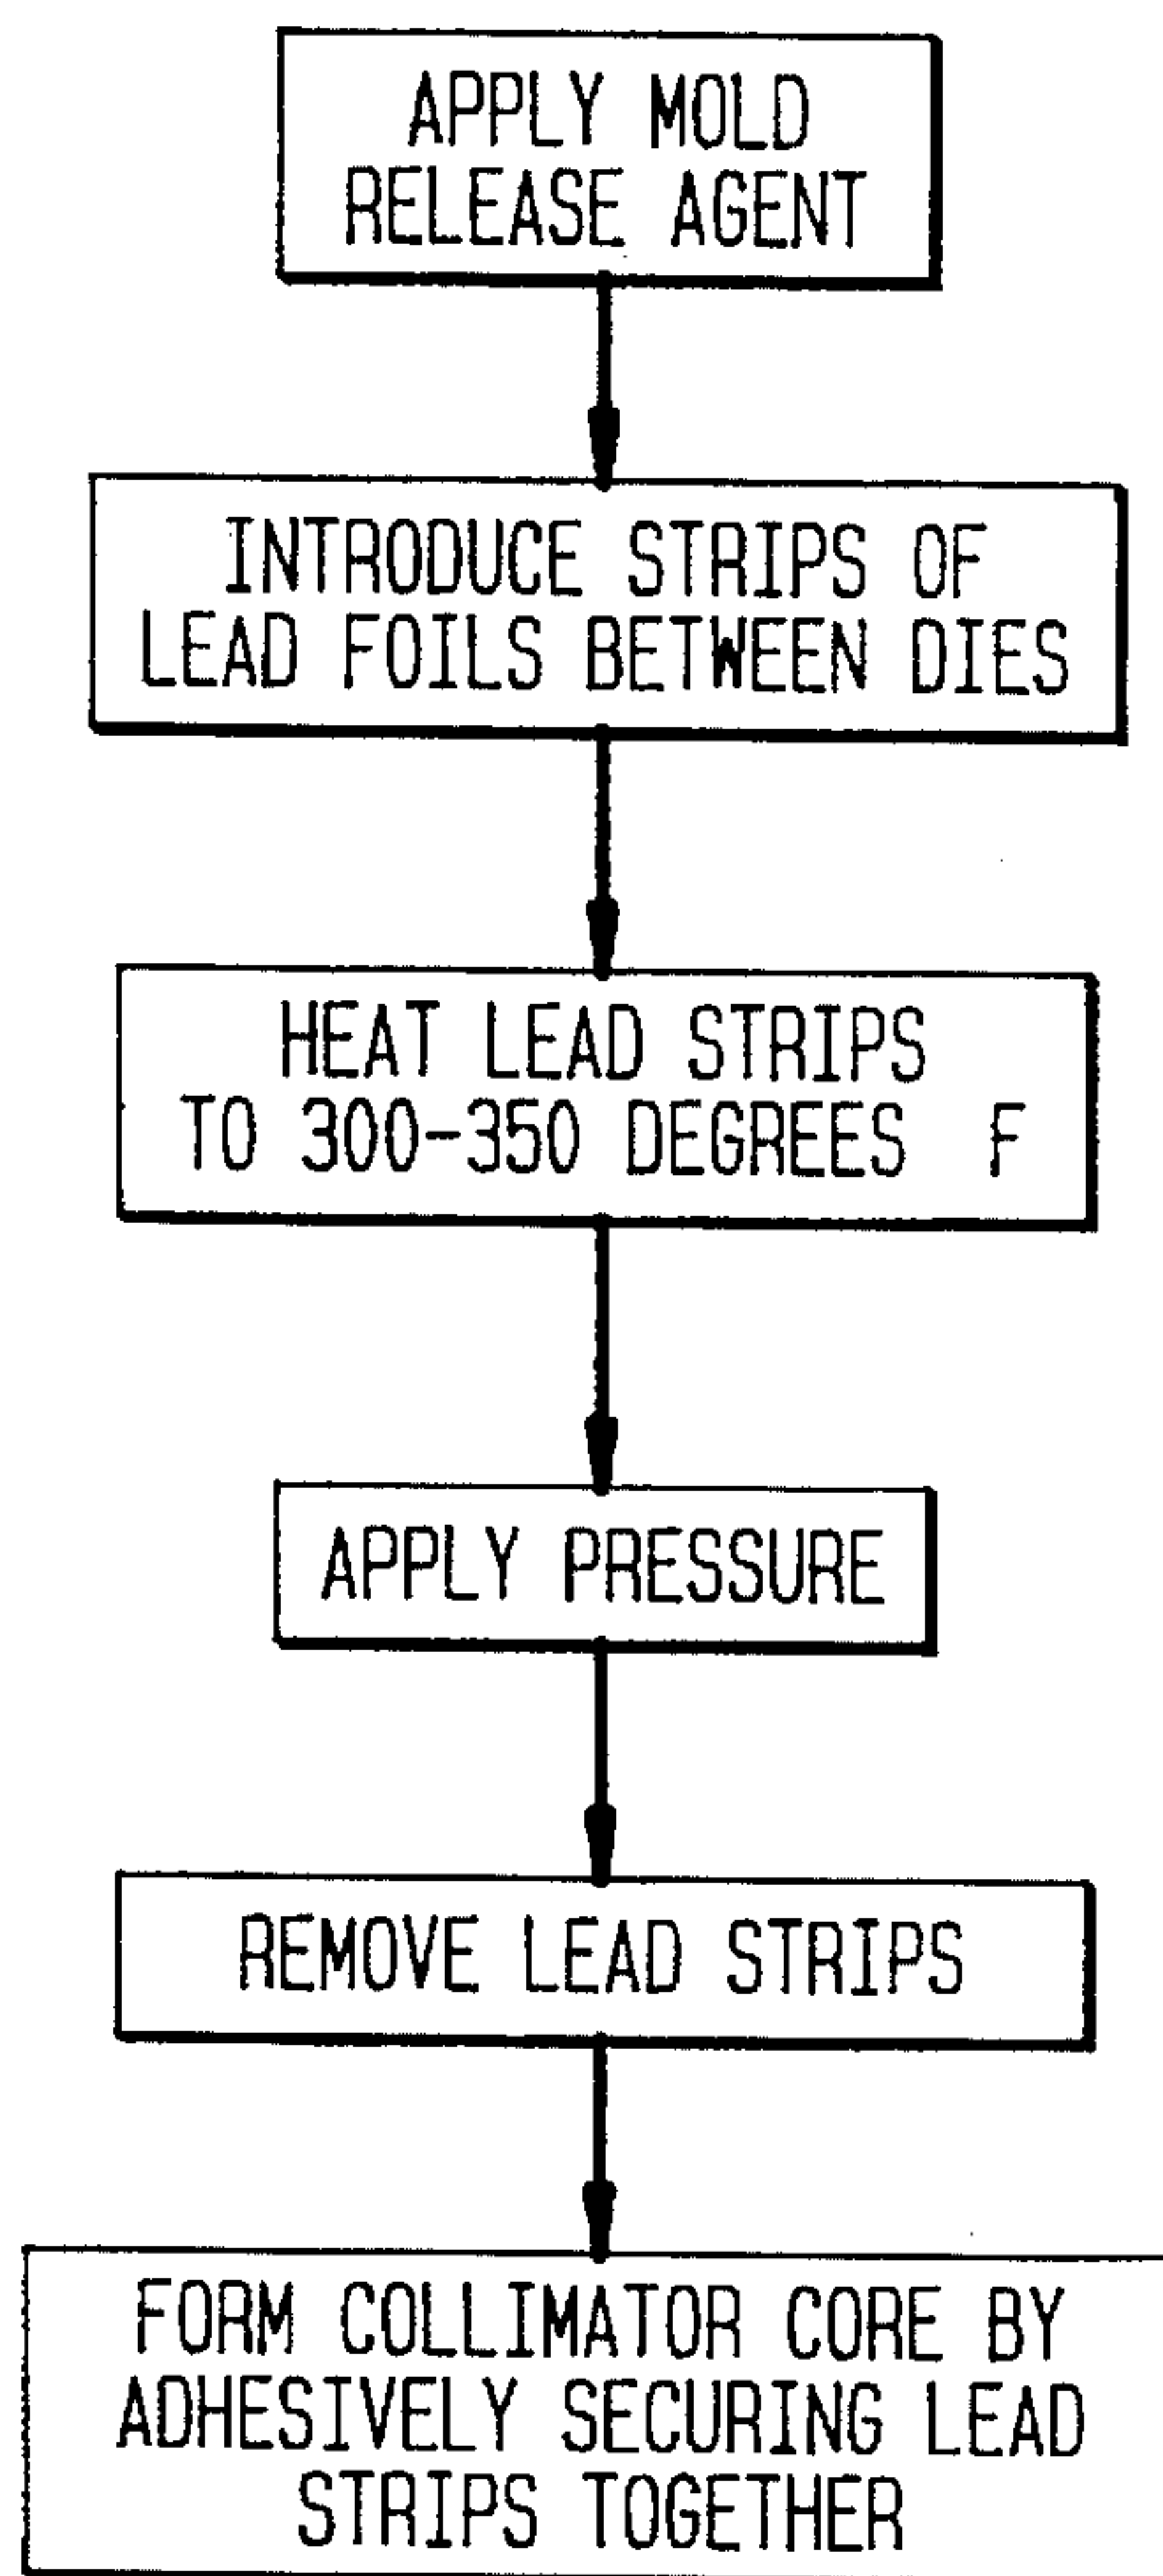 APPLY MOLD
RELEASE AGENT
INTRODUCE STRIPS OF
LEAD FOILS BETWEEN DIES
HEAT LEAD STRIPS
TO 300-350 DEGREES F
APPLY PRESSURE
REMOVE LEAD STRIPS
FORM COLLIMATOR CORE BY
ADHESIVELY SECURING LEAD
STRIPS TOGETHER